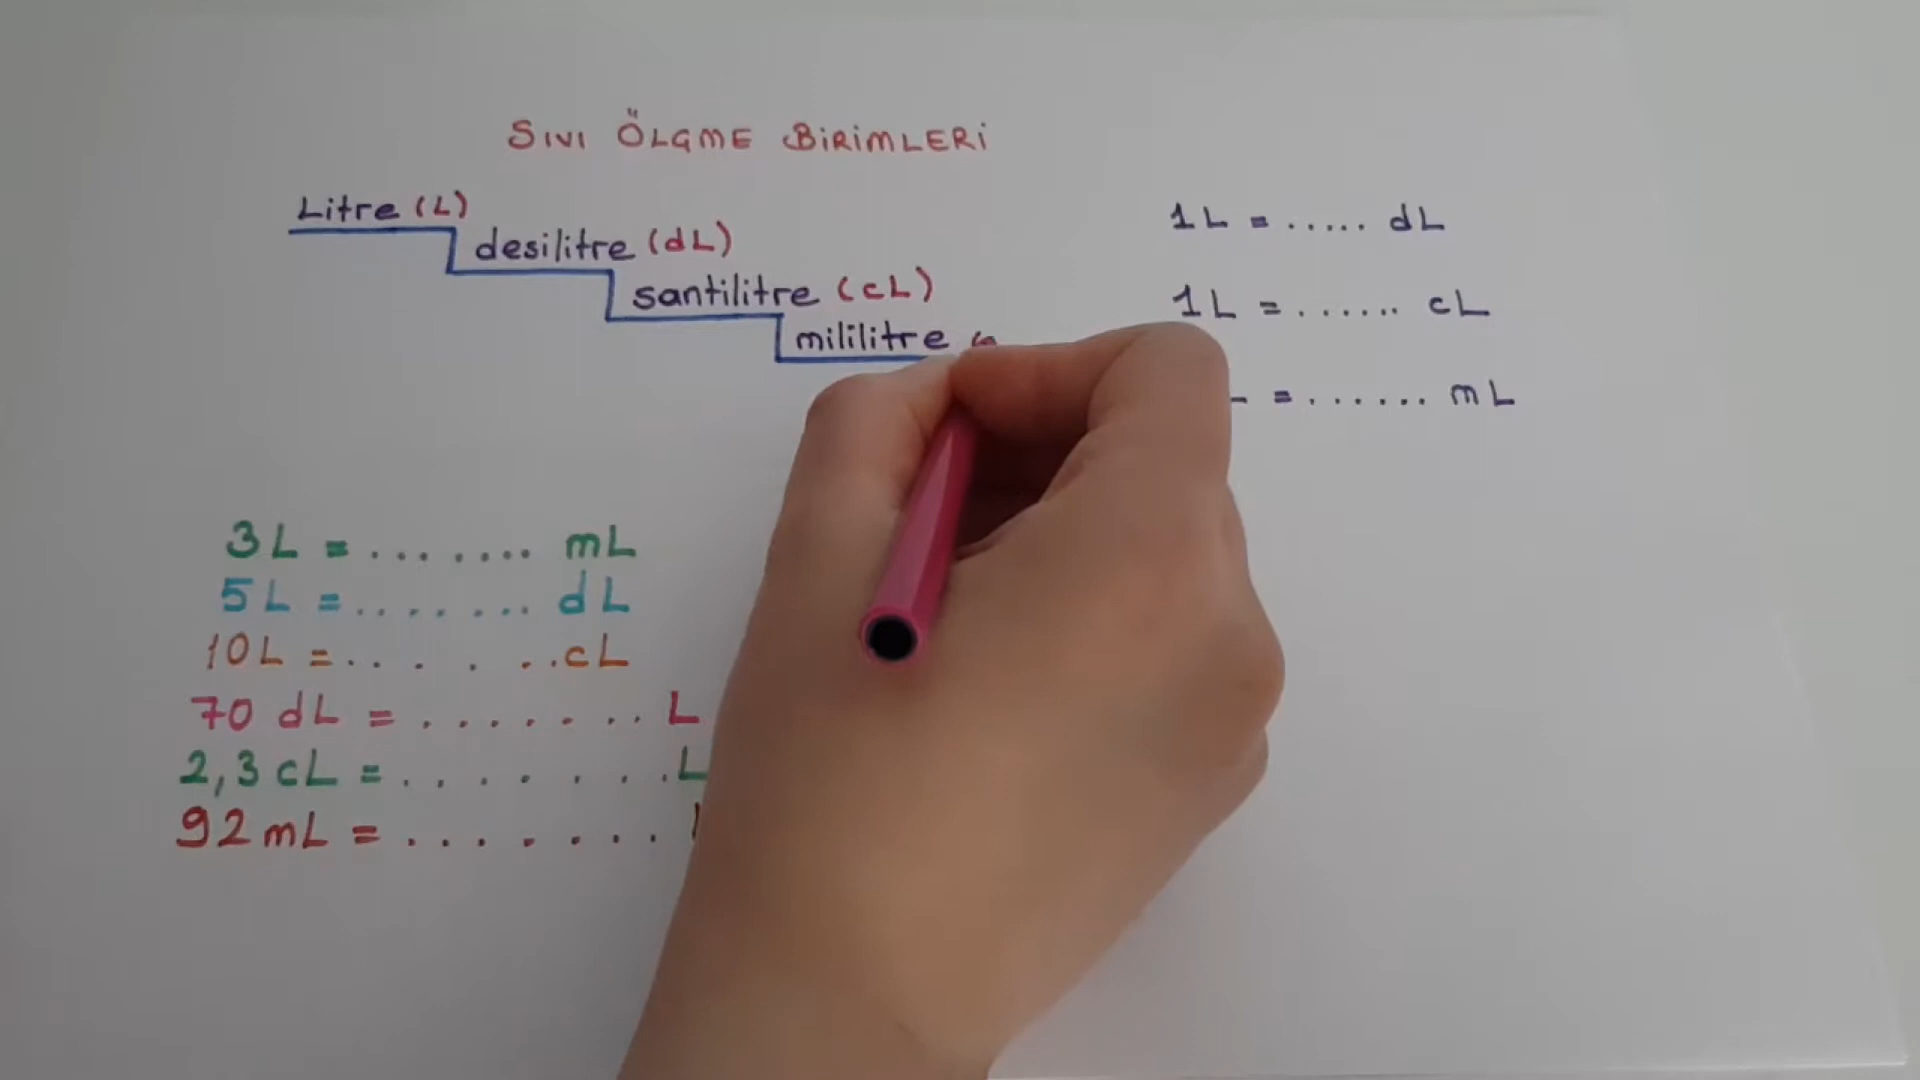 SIVI ÖLÇME BİRİMLERİ
Litre (L)
desilitre (dL)
santilitre (cL)
mililitre (
1L = ..... dL
1L = ...... cL
= ...... mL
3L = ....... mL
5L = ....... dL
10L = .. . . ..cL
70 dL = ....... L
2,3 cL = ....... L
92 mL = .......